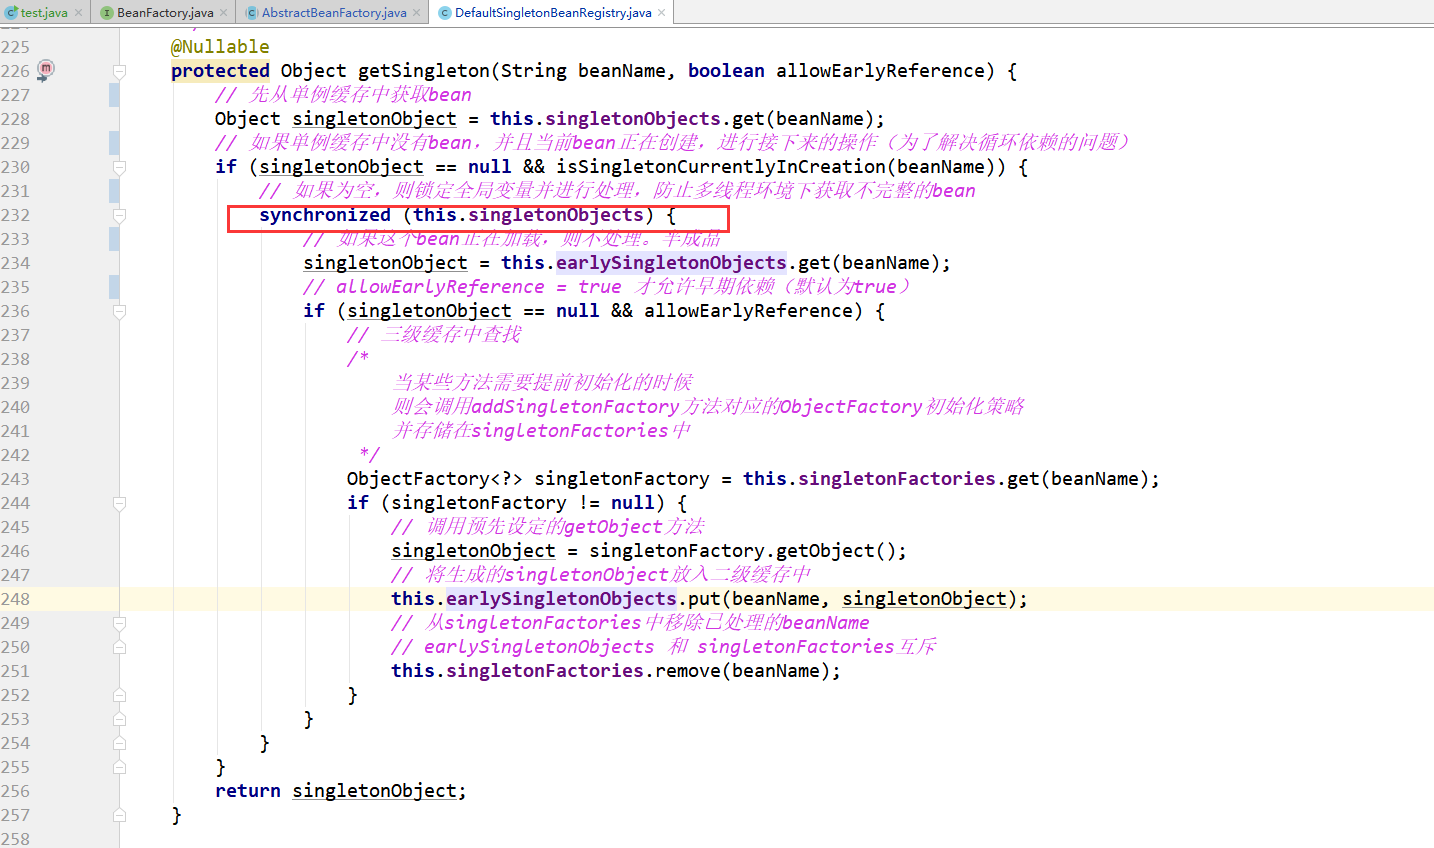 test.java BeanFactory.java AbstractBeanFactory.java DefaultSingletonBeanRegistry.java
225 @Nullable
226 protected Object getSingleton(String beanName, boolean allowEarlyReference) {
227 // 先从单例缓存中获取bean
228 Object singletonObject = this.singletonObjects.get(beanName);
229 // 如果单例缓存中没有bean，并且当前bean正在创建，进行接下来的操作（为了解决循环依赖的问题）
230 if (singletonObject == null && isSingletonCurrentlyInCreation(beanName)) {
231 // 如果为空，则锁定全局变量并进行处理，防止多线程环境下获取不完整的bean
232 synchronized (this.singletonObjects) {
233 // 如果这个bean正在加载，则不处理。半成品
234 singletonObject = this.earlySingletonObjects.get(beanName);
235 // allowEarlyReference = true 才允许早期依赖（默认为true）
236 if (singletonObject == null && allowEarlyReference) {
237 // 三级缓存中查找
238 /*
239 当某些方法需要提前初始化的时候
240 则会调用addSingletonFactory方法对应的ObjectFactory初始化策略
241 并存储在singletonFactories中
242 */
243 ObjectFactory<?> singletonFactory = this.singletonFactories.get(beanName);
244 if (singletonFactory != null) {
245 // 调用预先设定的getObject方法
246 singletonObject = singletonFactory.getObject();
247 // 将生成的singletonObject放入二级缓存中
248 this.earlySingletonObjects.put(beanName, singletonObject);
249 // 从singletonFactories中移除已处理的beanName
250 // earlySingletonObjects 和 singletonFactories互斥
251 this.singletonFactories.remove(beanName);
252 }
253 }
254 }
255 }
256 return singletonObject;
257 }
258